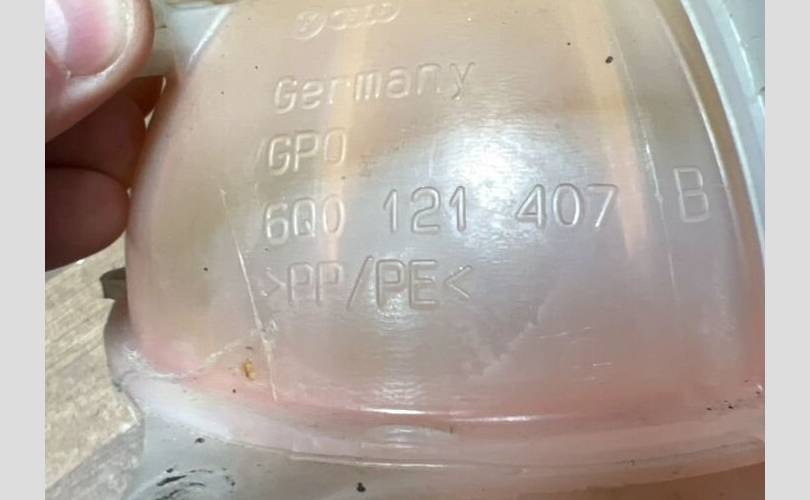 Germany
GPO
6Q0 121 407 B
>PP/PE<